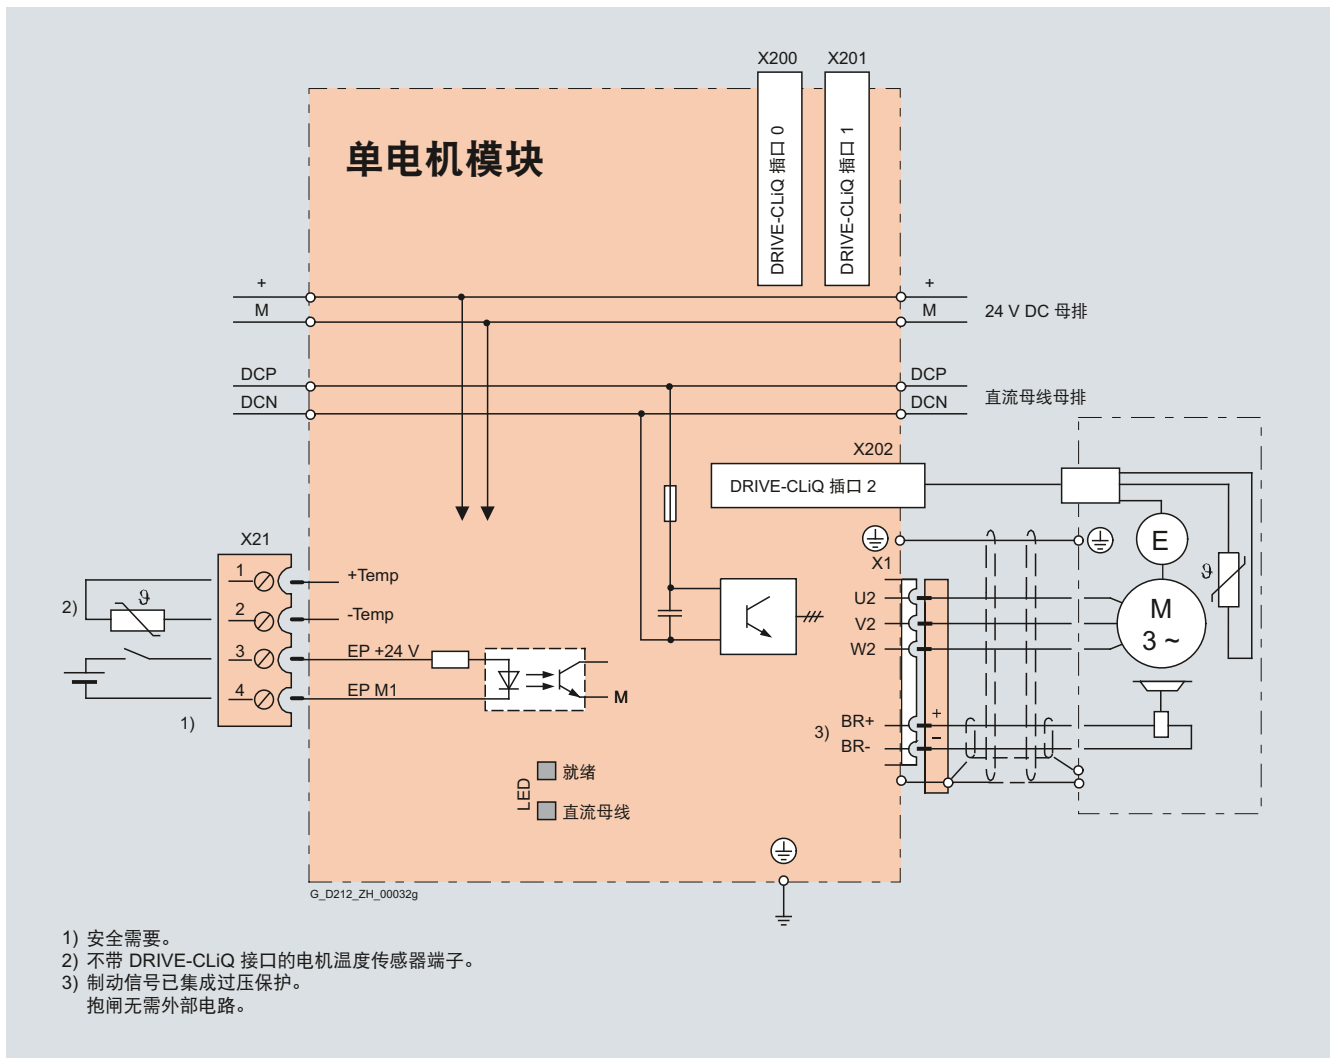 X200
X201
DRIVE-CLiQ 插口 0
DRIVE-CLiQ 插口 1
单电机模块
+
M
+
M
24 V DC 母排
DCP
DCN
DCP
DCN
直流母线母排
X202
DRIVE-CLiQ 插口 2
X21
X1
1
2
3
4
+Temp
-Temp
EP +24 V
EP M1
M
2)
ϑ
1)
U2
V2
W2
3)
BR+
BR-
+
–
E
M
3 ~
ϑ
LED
就绪
直流母线
G_D212_ZH_00032g
1) 安全需要。
2) 不带 DRIVE-CLiQ 接口的电机温度传感器端子。
3) 制动信号已集成过压保护。
抱闸无需外部电路。